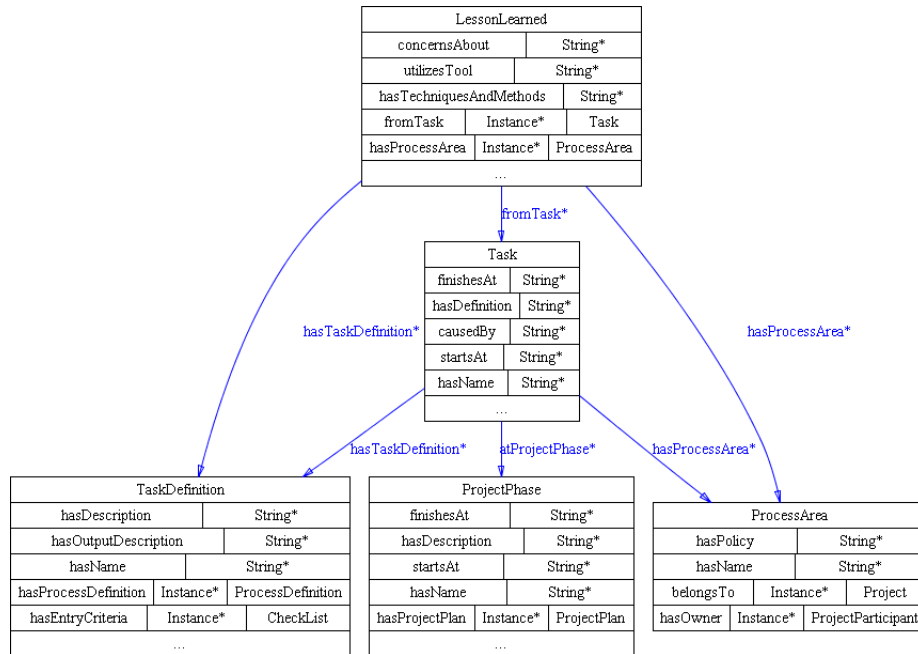 LessonLearned
concernsAbout String*
utilizesTool String*
hasTechniquesAndMethods String*
fromTask Instance* Task
hasProcessArea Instance* ProcessArea
...
fromTask*
Task
finishesAt String*
hasDefinition String*
causedBy String*
startsAt String*
hasName String*
...
hasTaskDefinition*
hasProcessArea*
hasTaskDefinition*
atProjectPhase*
hasProcessArea*
TaskDefinition
hasDescription String*
hasOutputDescription String*
hasName String*
hasProcessDefinition Instance* ProcessDefinition
hasEntryCriteria Instance* CheckList
...
ProjectPhase
finishesAt String*
hasDescription String*
startsAt String*
hasName String*
hasProjectPlan Instance* ProjectPlan
...
ProcessArea
hasPolicy String*
hasName String*
belongsTo Instance* Project
hasOwner Instance* ProjectParticipant